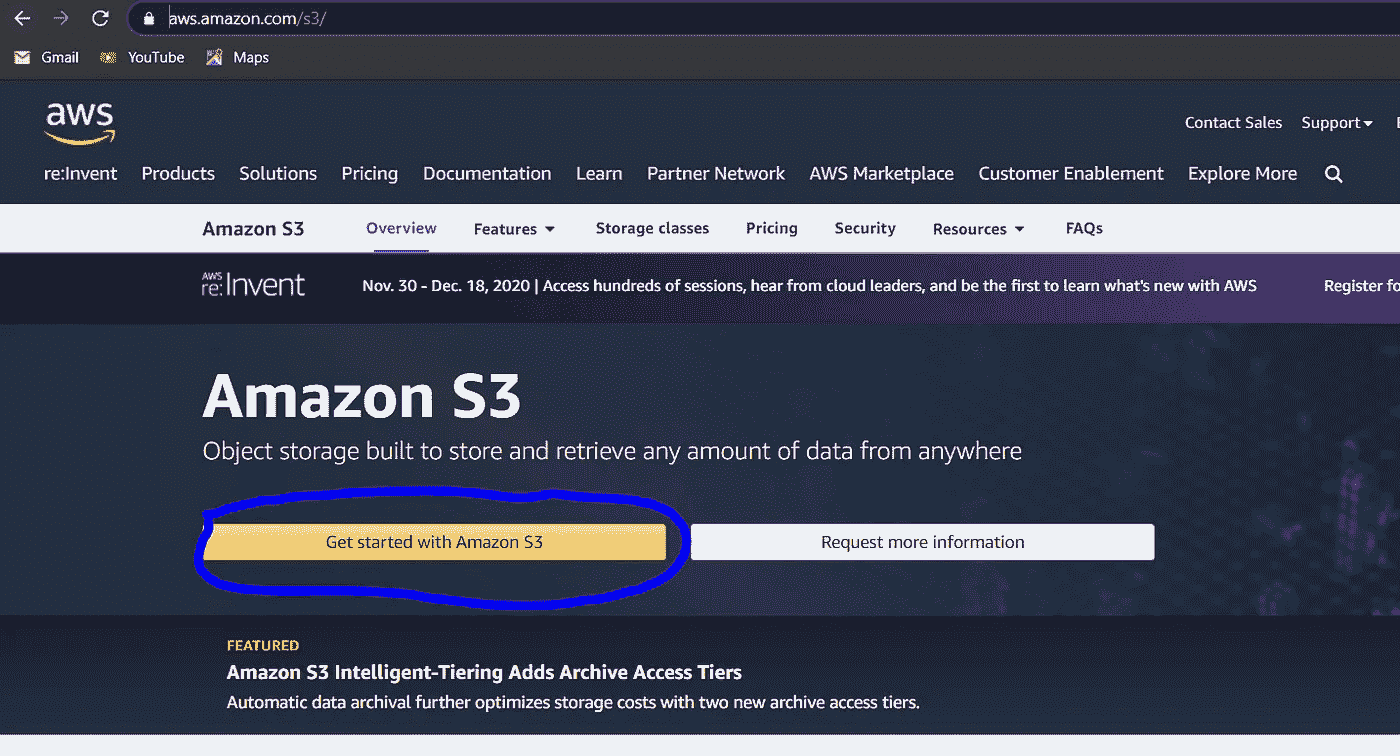 aws.amazon.com/s3/
Gmail YouTube Maps
aws
Contact Sales Support
re:Invent Products Solutions Pricing Documentation Learn Partner Network AWS Marketplace Customer Enablement Explore More
Amazon S3 Overview Features Storage classes Pricing Security Resources FAQs
AWS
re:Invent Nov. 30 - Dec. 18, 2020 | Access hundreds of sessions, hear from cloud leaders, and be the first to learn what's new with AWS Register fo
Amazon S3
Object storage built to store and retrieve any amount of data from anywhere
Get started with Amazon S3 Request more information
FEATURED
Amazon S3 Intelligent-Tiering Adds Archive Access Tiers
Automatic data archival further optimizes storage costs with two new archive access tiers.